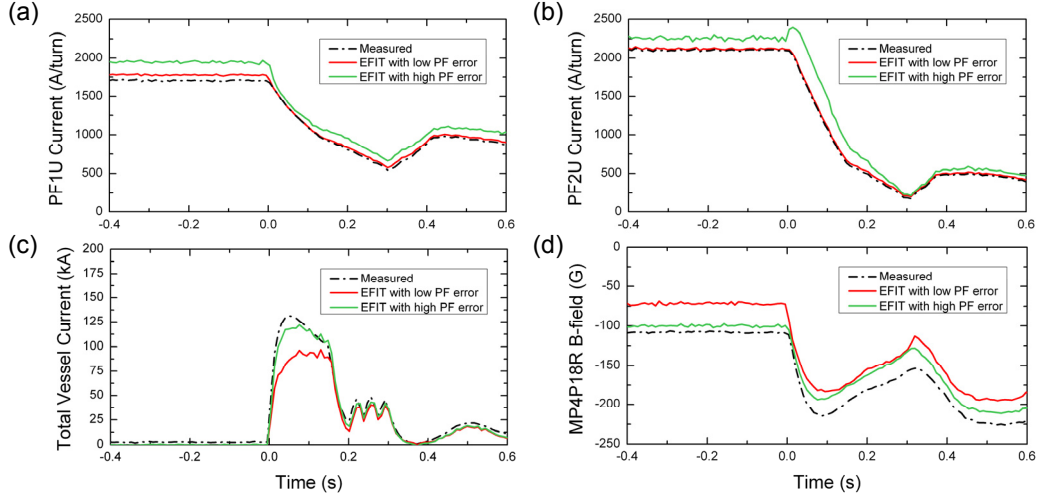 (a)
PF1U Current (A/turn)
2500
2000
1500
1000
500
0
-0.4 -0.2 0.0 0.2 0.4 0.6
Measured
EFIT with low PF error
EFIT with high PF error
(b)
PF2U Current (A/turn)
2500
2000
1500
1000
500
0
-0.4 -0.2 0.0 0.2 0.4 0.6
Measured
EFIT with low PF error
EFIT with high PF error
(c)
Total Vessel Current (kA)
200
175
150
125
100
75
50
25
0
-0.4 -0.2 0.0 0.2 0.4 0.6
Time (s)
Measured
EFIT with low PF error
EFIT with high PF error
(d)
MP4P18R B-field (G)
0
-50
-100
-150
-200
-250
-0.4 -0.2 0.0 0.2 0.4 0.6
Time (s)
Measured
EFIT with low PF error
EFIT with high PF error